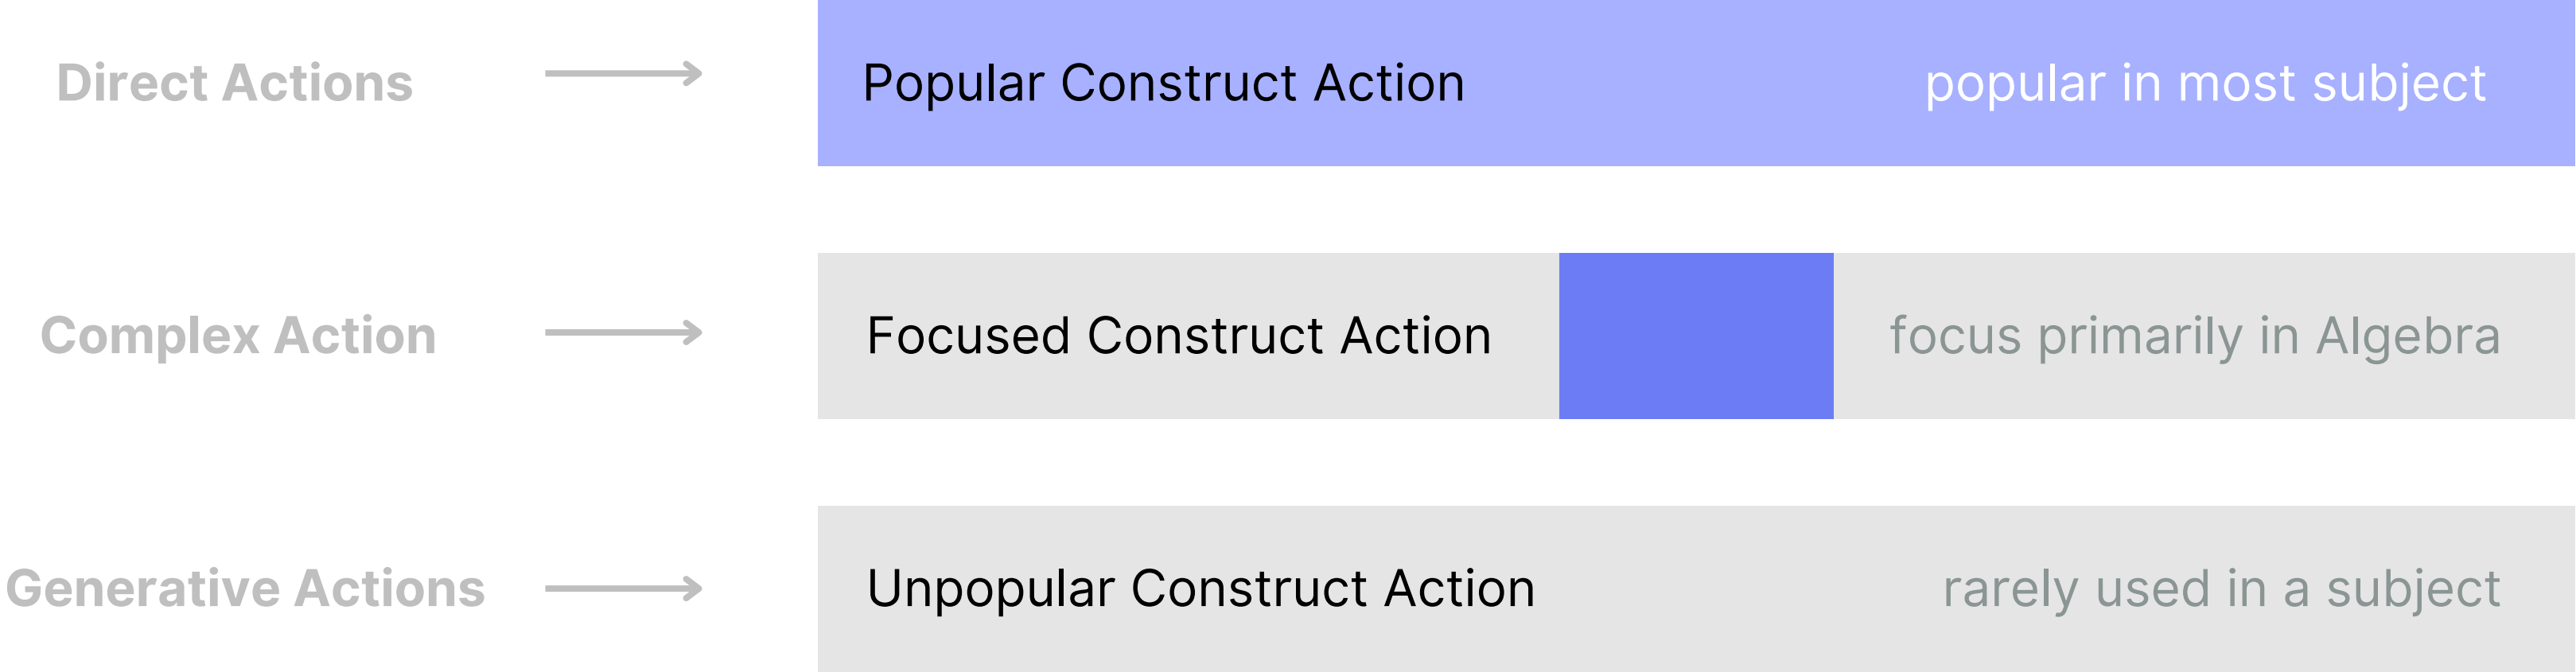 Direct Actions
Popular Construct Action
popular in most subject
Complex Action
Focused Construct Action
focus primarily in Algebra
Generative Actions
Unpopular Construct Action
rarely used in a subject